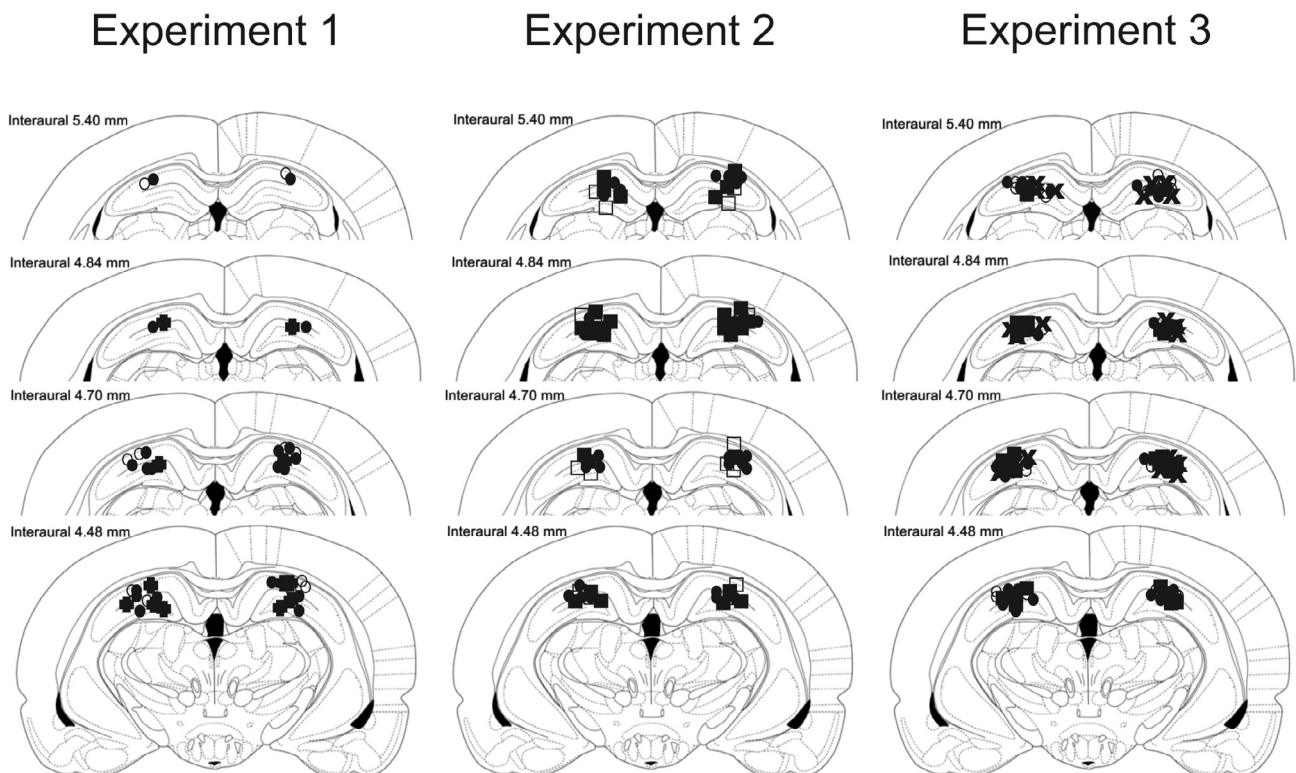 Experiment 1 Experiment 2 Experiment 3
Interaural 5.40 mm Interaural 5.40 mm Interaural 5.40 mm
Interaural 4.84 mm Interaural 4.84 mm Interaural 4.84 mm
Interaural 4.70 mm Interaural 4.70 mm Interaural 4.70 mm
Interaural 4.48 mm Interaural 4.48 mm Interaural 4.48 mm